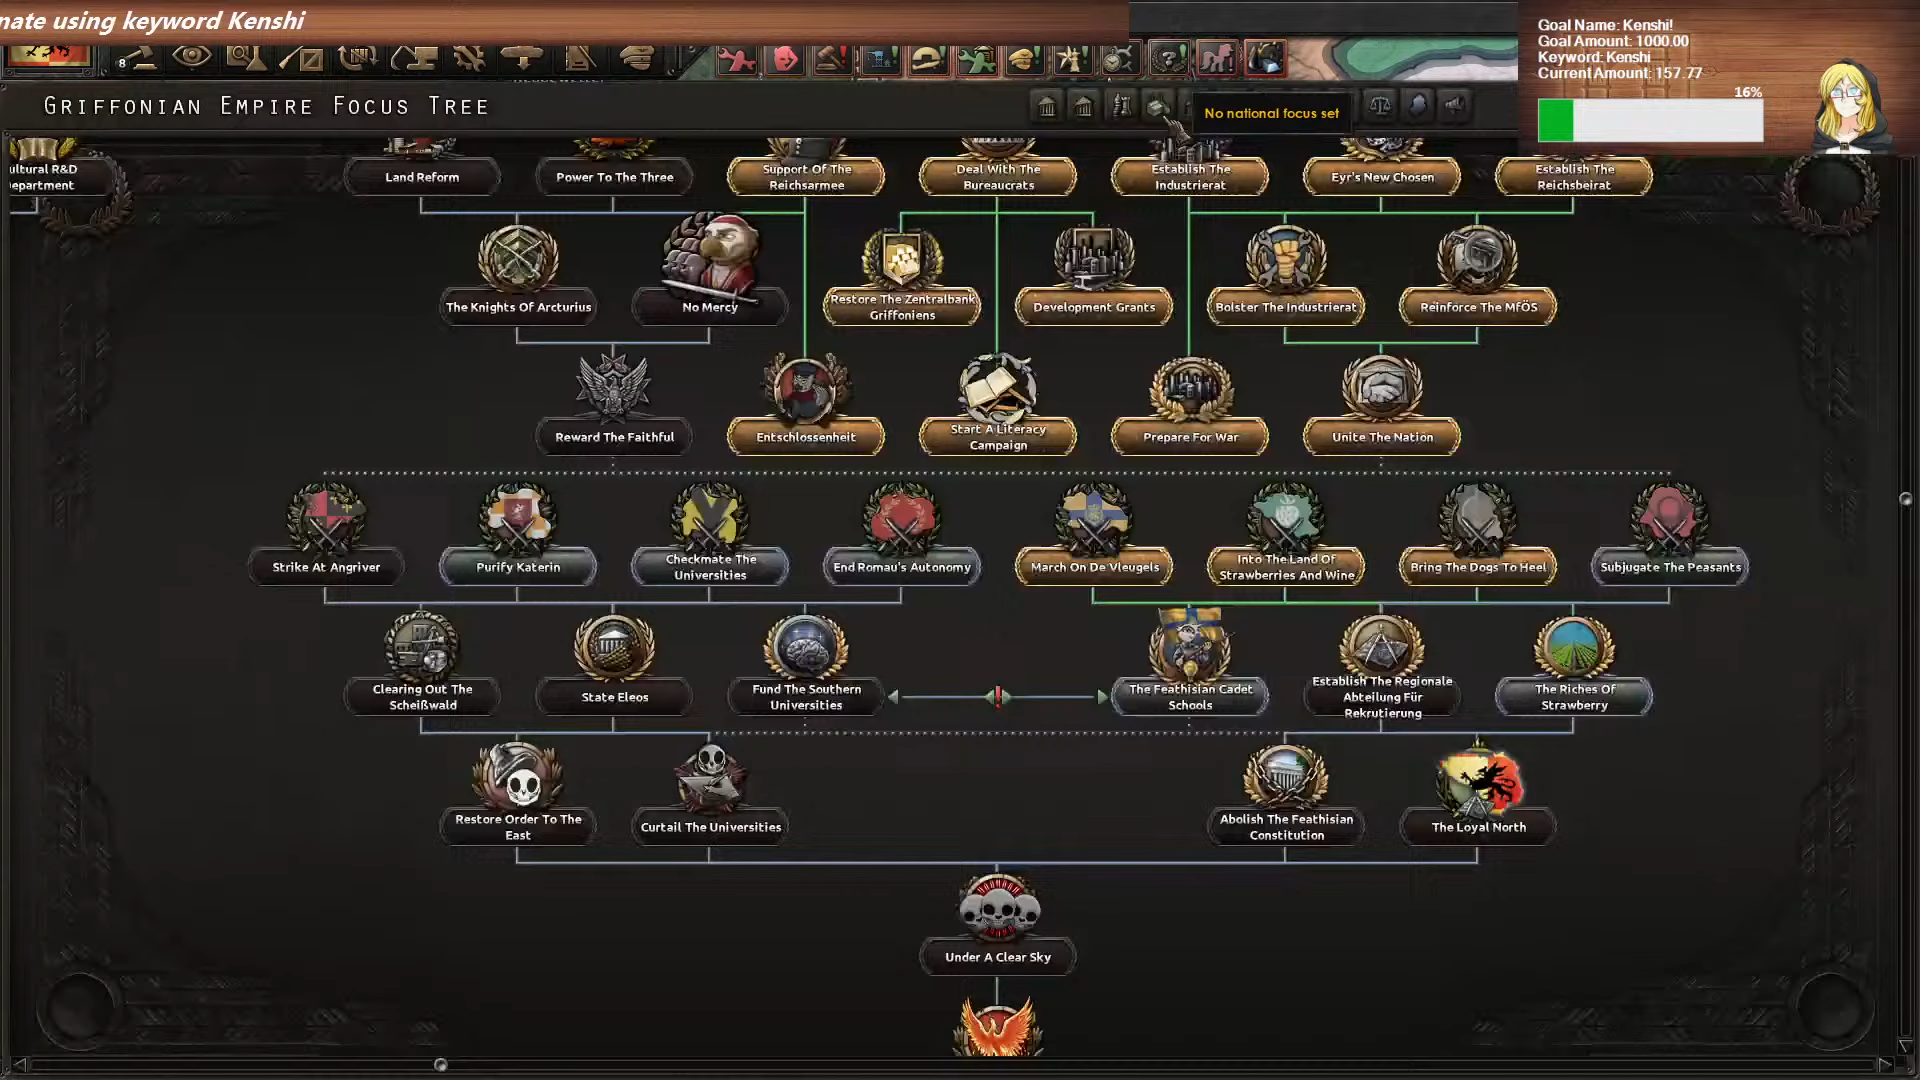 nate using keyword Kenshi
Goal Name: Kenshi!
Goal Amount: 1000.00
Keyword: Kenshi
Current Amount: 157.77
16%
8
GRIFFONIAN EMPIRE FOCUS TREE
No national focus set
ultural R&D
epartment
Land Reform
Power To The Three
Support Of The
Reichsarmee
Deal With The
Bureaucrats
Establish The
Industrierat
Eyr's New Chosen
Establish The
Reichsbeirat
The Knights Of Arcturius
No Mercy
Restore The Zentralbank
Griffoniens
Development Grants
Bolster The Industrierat
Reinforce The MfÖS
Reward The Faithful
Entschlossenheit
Start A Literacy
Campaign
Prepare For War
Unite The Nation
Strike At Angriver
Purify Katerin
Checkmate The
Universities
End Romau's Autonomy
March On De Vleugels
Into The Land Of
Strawberries And Wine
Bring The Dogs To Heel
Subjugate The Peasants
Clearing Out The
Scheißwald
State Eleos
Fund The Southern
Universities
The Feathisian Cadet
Schools
Establish The Regionale
Abteilung Für
Rekrutierung
The Riches Of
Strawberry
Restore Order To The
East
Curtail The Universities
Abolish The Feathisian
Constitution
The Loyal North
Under A Clear Sky